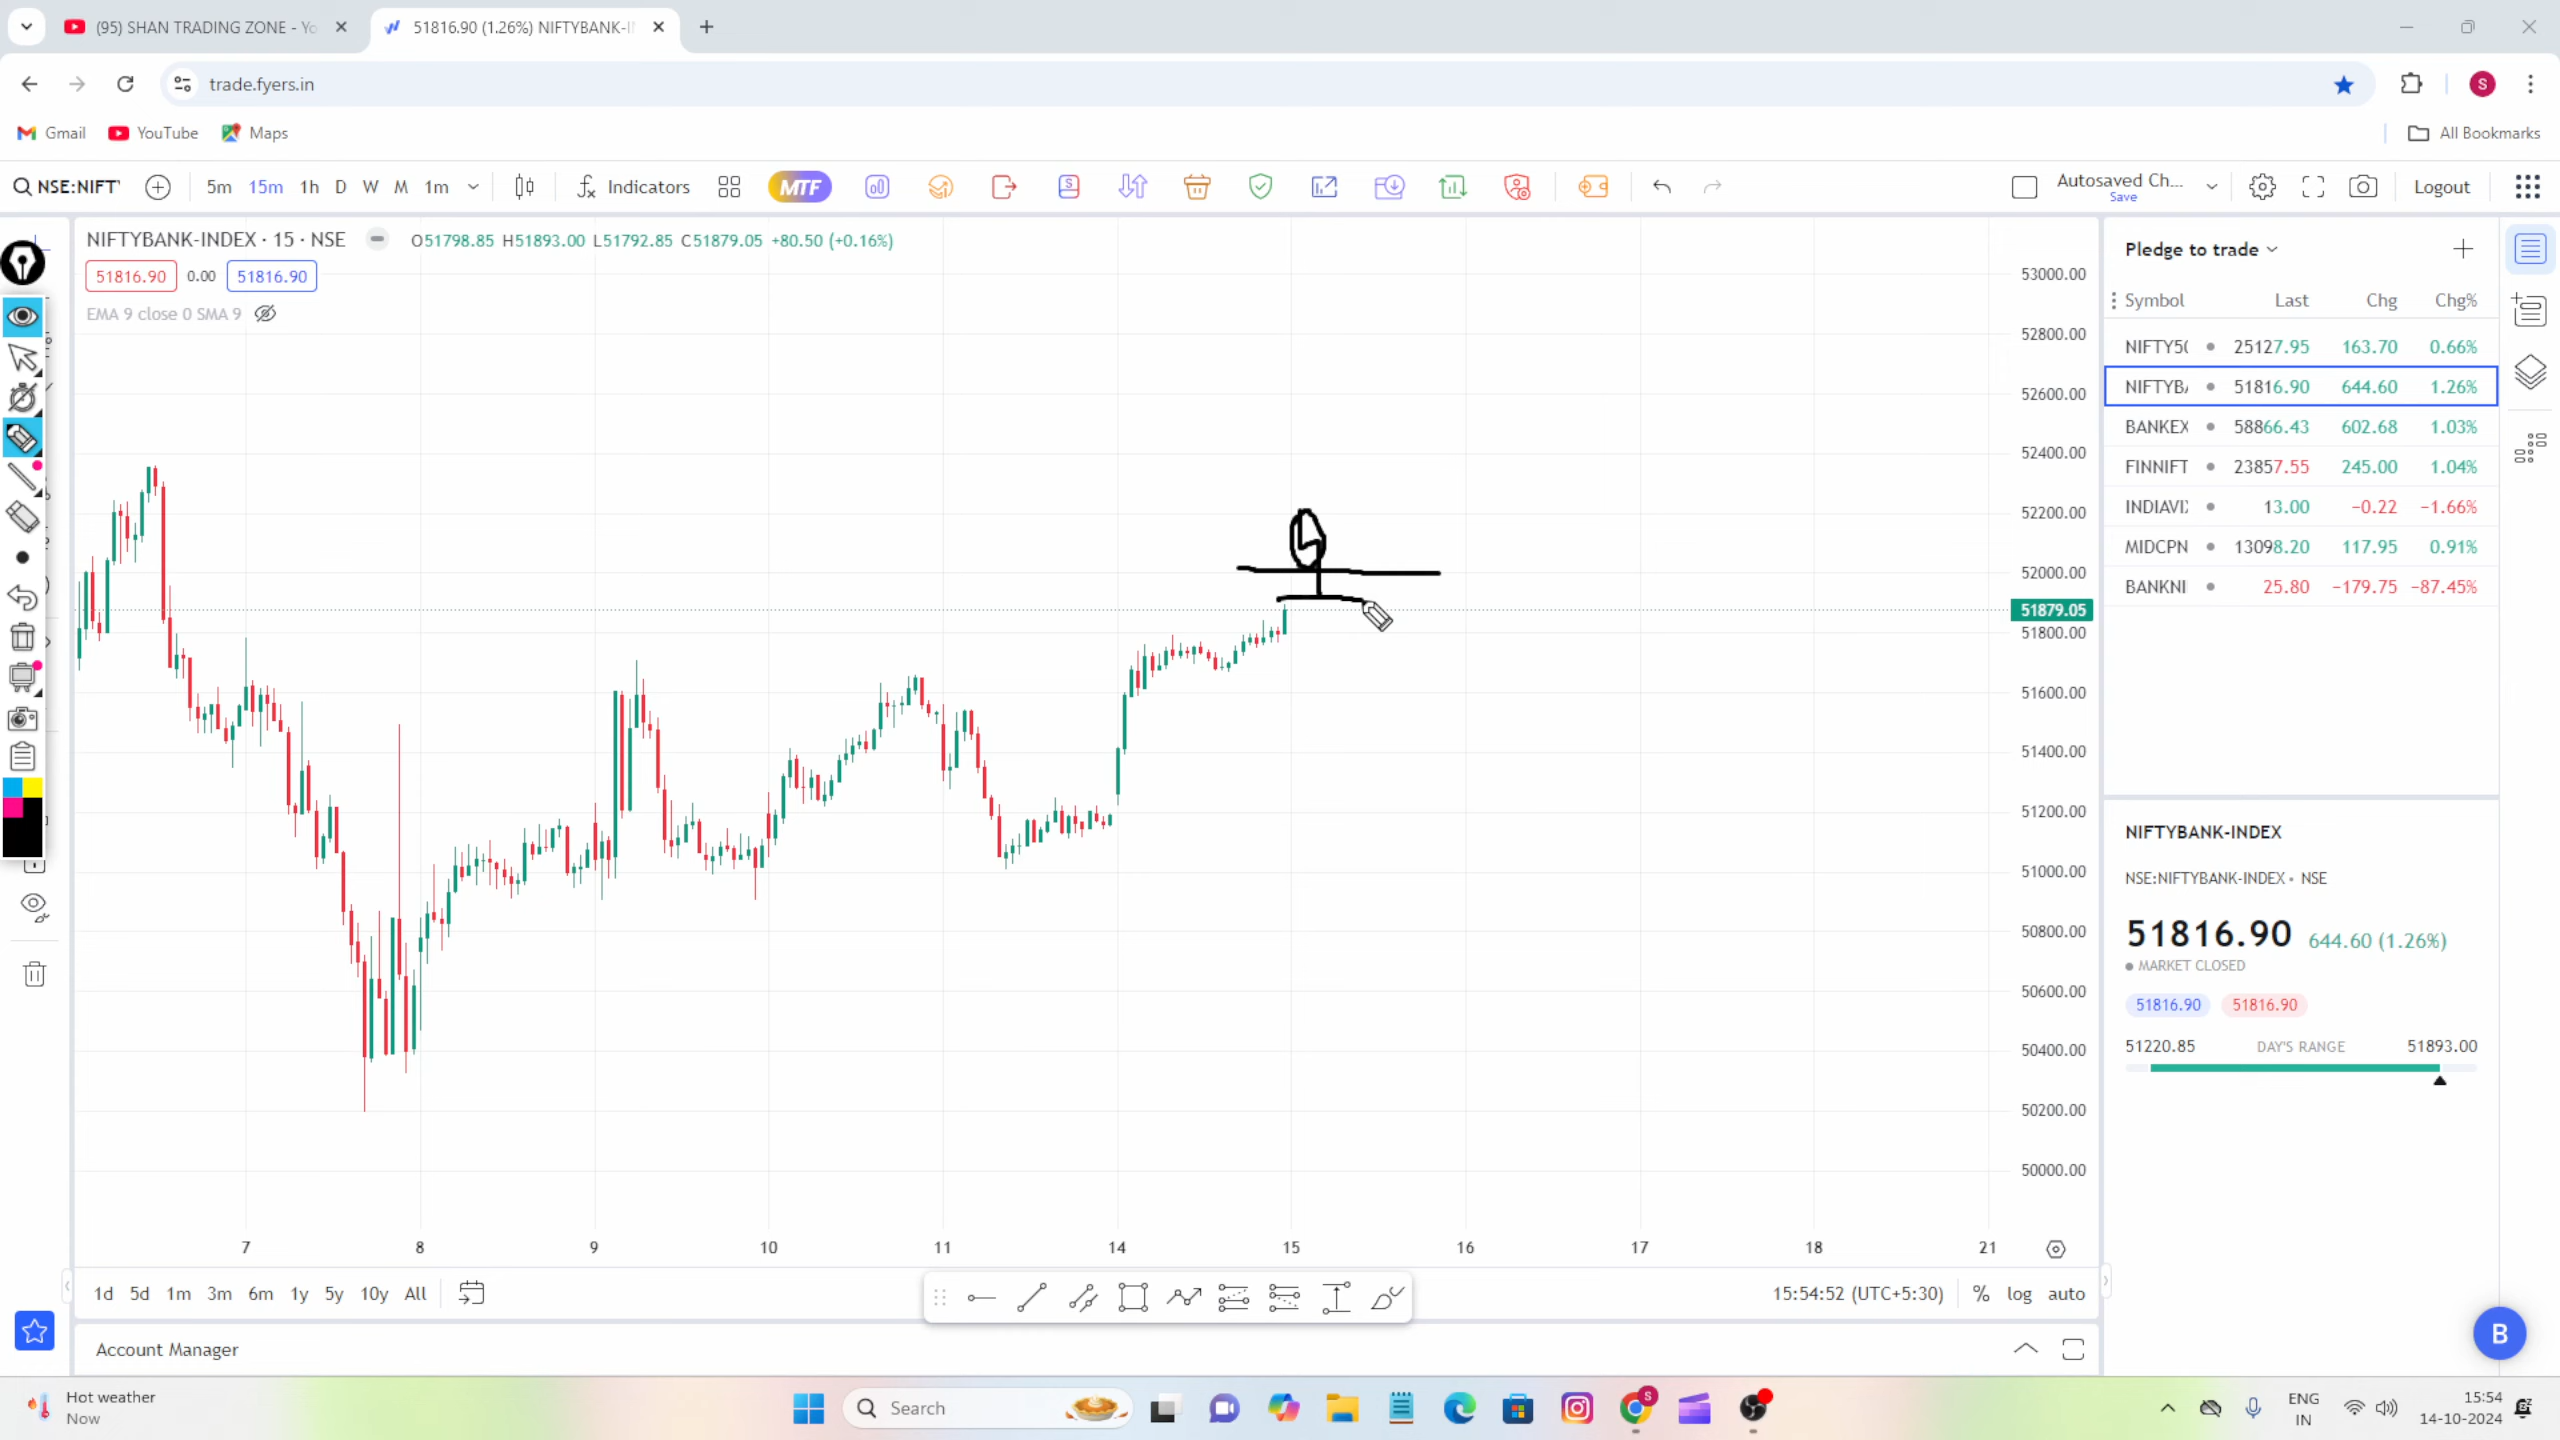 (95) SHAN TRADING ZONE - Yo
51816.90 (1.26%) NIFTYBANK-I
trade.fyers.in
S
Gmail YouTube Maps All Bookmarks
NSE:NIFT 5m 15m 1h D W M 1m Indicators MTF Autosaved Ch... Save Logout
NIFTYBANK-INDEX · 15 · NSE O51798.85 H51893.00 L51792.85 C51879.05 +80.50 (+0.16%)
51816.90 0.00 51816.90
EMA 9 close 0 SMA 9
53000.00
52800.00
52600.00
52400.00
52200.00
52000.00
51879.05
51800.00
51600.00
51400.00
51200.00
51000.00
50800.00
50600.00
50400.00
50200.00
50000.00
7 8 9 10 11 14 15 16 17 18 21
Pledge to trade
Symbol Last Chg Chg%
NIFTY50 25127.95 163.70 0.66%
NIFTYBA 51816.90 644.60 1.26%
BANKEX 58866.43 602.68 1.03%
FINNIFT 23857.55 245.00 1.04%
INDIAVIX 13.00 −0.22 −1.66%
MIDCPN 13098.20 117.95 0.91%
BANKNI 25.80 −179.75 −87.45%
NIFTYBANK-INDEX
NSE:NIFTYBANK-INDEX • NSE
51816.90 644.60 (1.26%)
MARKET CLOSED
51816.90 51816.90
51220.85 DAY'S RANGE 51893.00
1d 5d 1m 3m 6m 1y 5y 10y All 15:54:52 (UTC+5:30) % log auto
Account Manager
B
Hot weather
Now
Search
S
ENG
IN
15:54
14-10-2024